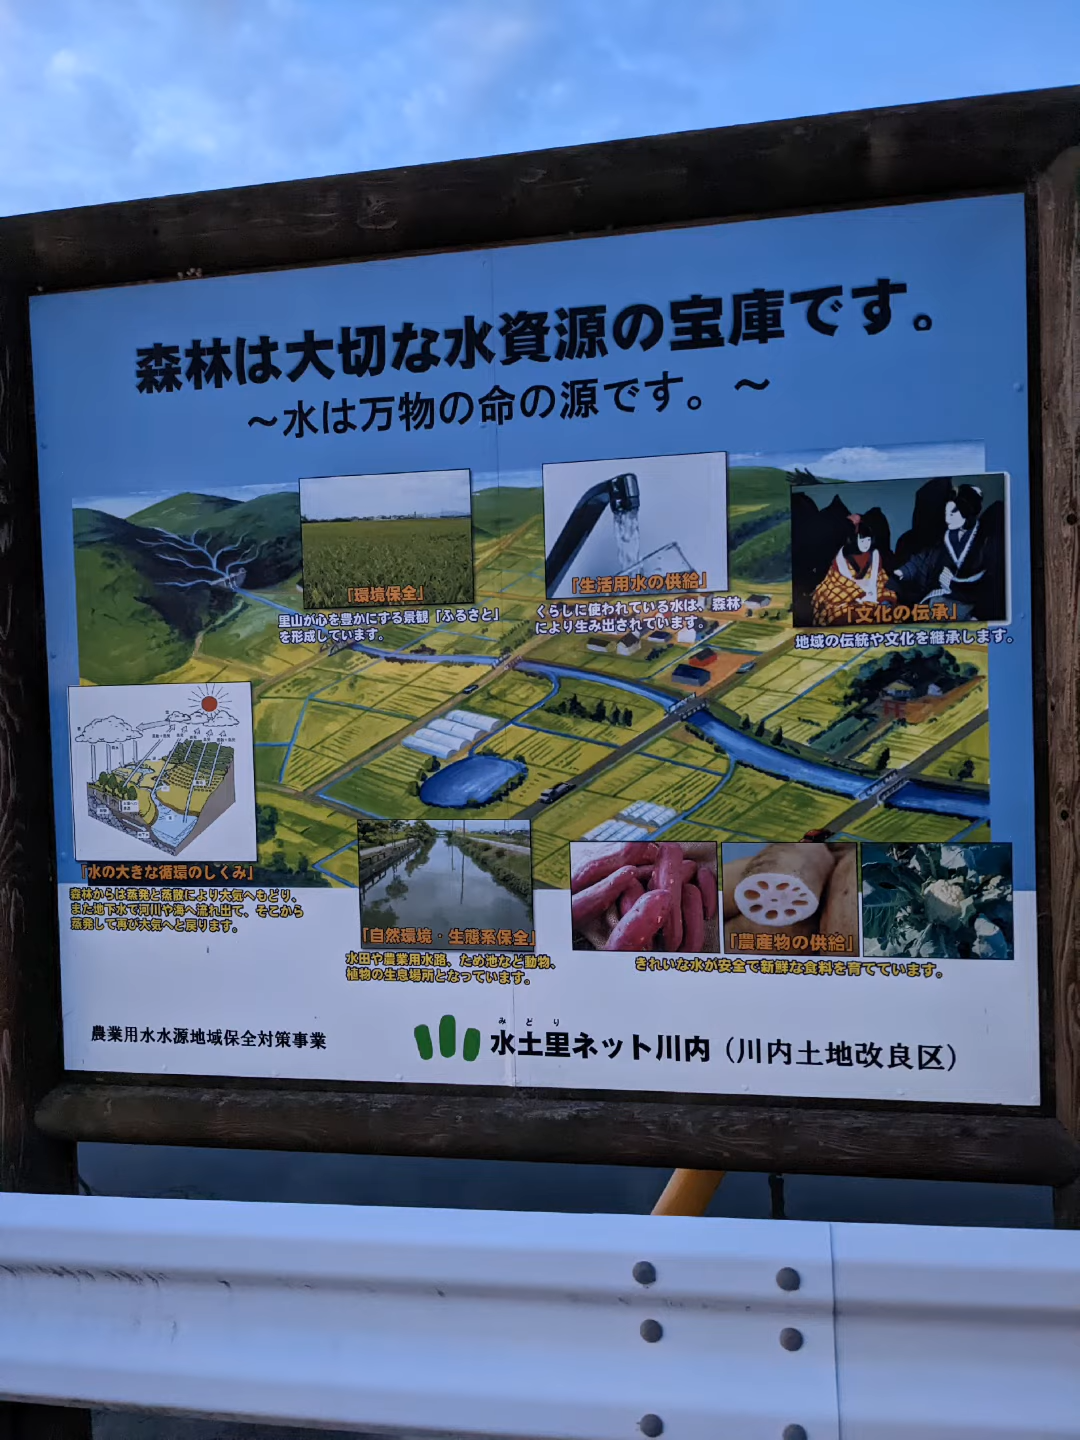 森林は大切な水資源の宝庫です。
～水は万物の命の源です。～
「環境保全」
里山が心を豊かにする景観「ふるさと」
を形成しています。
「生活用水の供給」
くらしに使われている水は、森林
により生み出されています。
「文化の伝承」
地域の伝統や文化を継承します。
「水の大きな循環のしくみ」
森林からは蒸発と蒸散により大気へもどり、
また地下水で河川や海へ流れ出て、そこから
蒸発して再び大気へと戻ります。
「自然環境・生態系保全」
水田や農業用水路、ため池など動物、
植物の生息場所となっています。
「農産物の供給」
きれいな水が安全で新鮮な食料を育てています。
農業用水水源地域保全対策事業
みどり
水土里ネット川内（川内土地改良区）